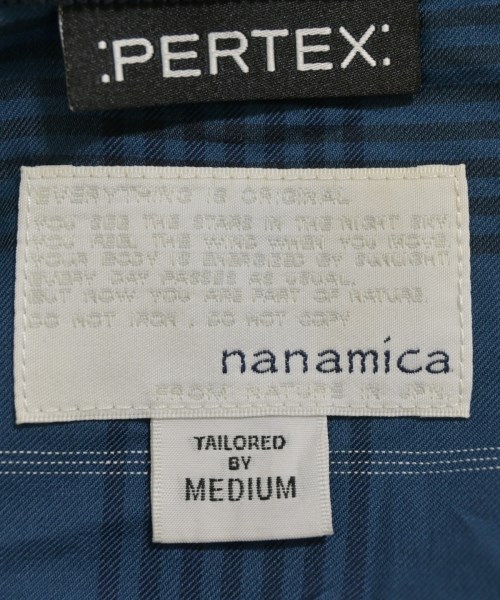 :PERTEX:
EVERYTHING IS ORIGINAL
YOU SEE THE STARS IN THE NIGHT SKY.
YOU FEEL THE WIND WHEN YOU MOVE.
YOUR BODY IS ENERGIZED BY SUNLIGHT.
EVERY DAY PASSES AS USUAL,
BUT NOW YOU ARE PART OF NATURE.
DO NOT IRON , DO NOT COPY
nanamica
FROM NATURE IN JPN.
TAILORED
BY
MEDIUM